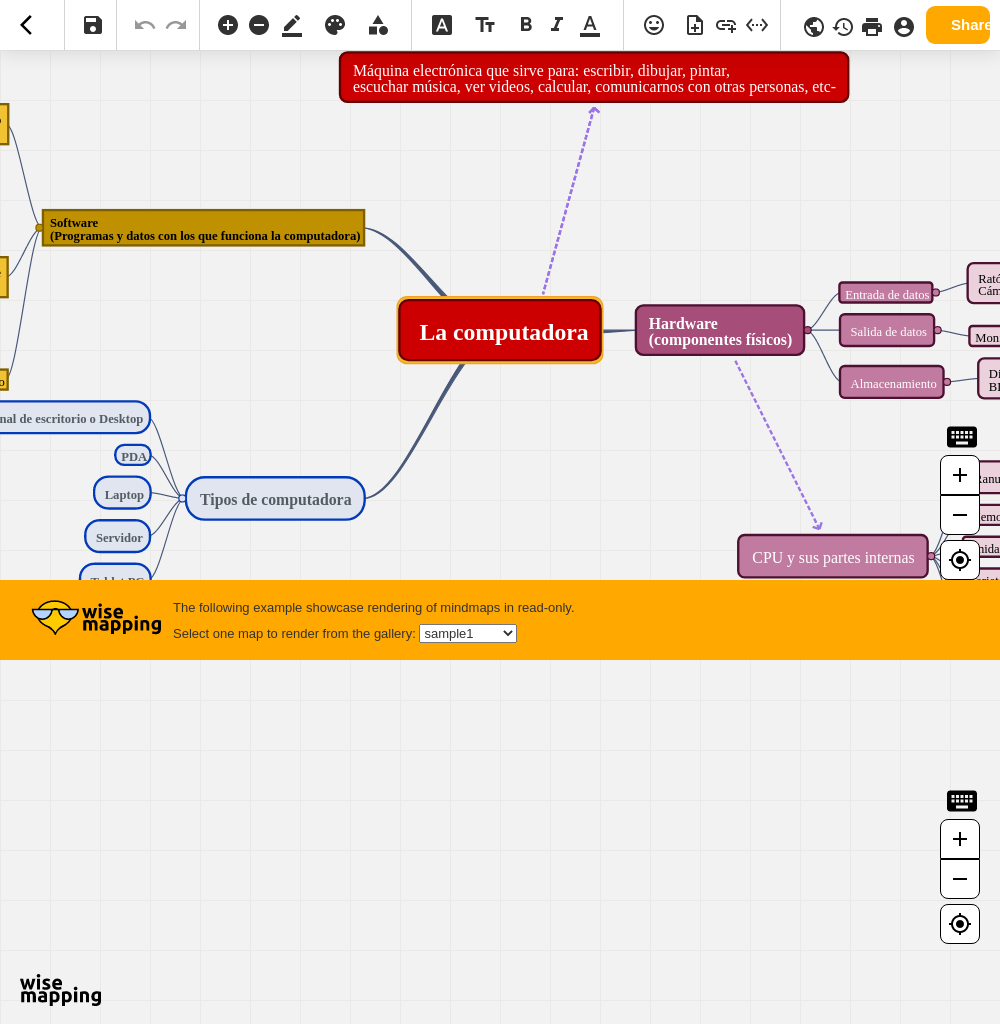 Share
Máquina electrónica que sirve para: escribir, dibujar, pintar,
escuchar música, ver videos, calcular, comunicarnos con otras personas, etc-
Software
(Programas y datos con los que funciona la computadora)
La computadora
Hardware
(componentes físicos)
Entrada de datos
Salida de datos
Almacenamiento
Mon
nal de escritorio o Desktop
PDA
Laptop
Servidor
Tablet PC
Tipos de computadora
CPU y sus partes internas
wise
mapping
The following example showcase rendering of mindmaps in read-only.
Select one map to render from the gallery: sample1
wise
mapping